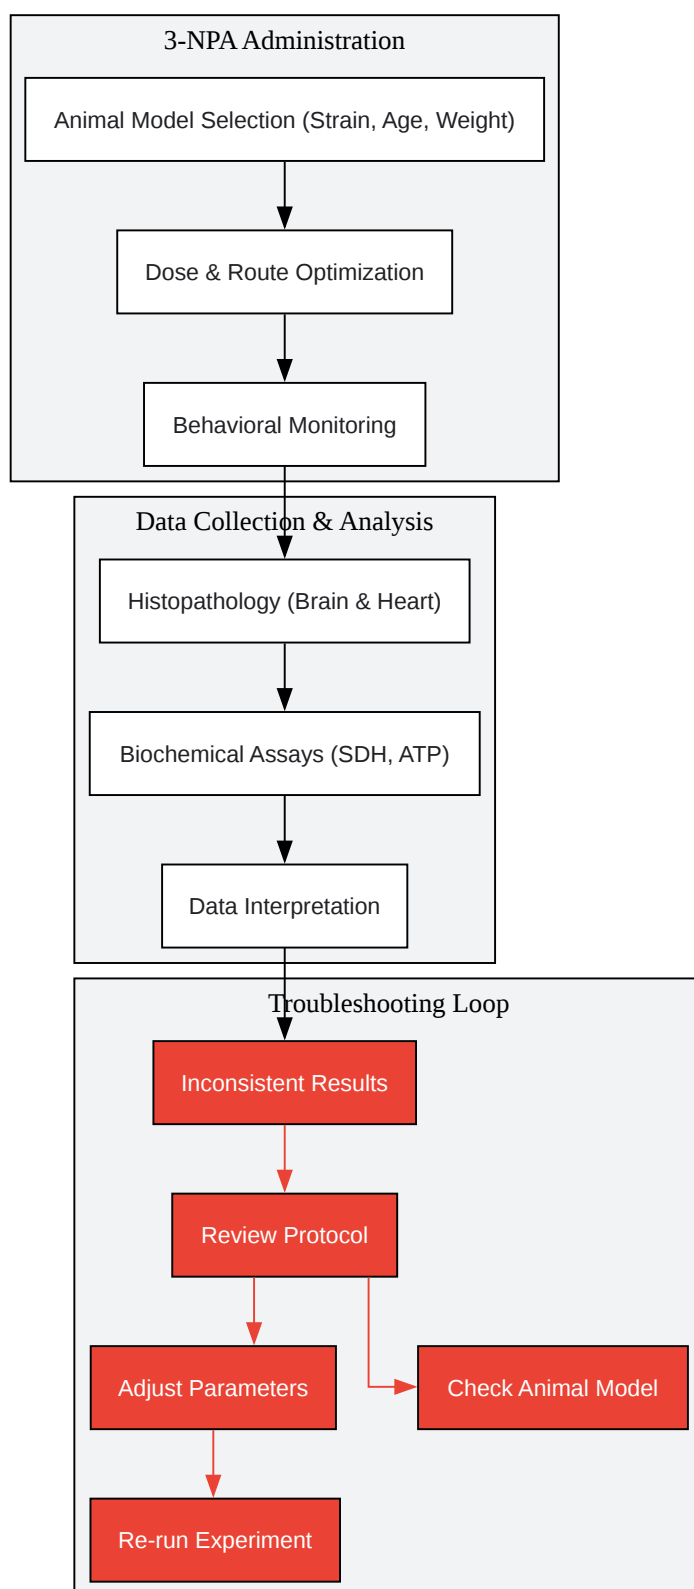 3-NPA Administration
Animal Model Selection (Strain, Age, Weight)
Dose & Route Optimization
Behavioral Monitoring
Data Collection & Analysis
Histopathology (Brain & Heart)
Biochemical Assays (SDH, ATP)
Data Interpretation
Troubleshooting Loop
Inconsistent Results
Review Protocol
Adjust Parameters
Check Animal Model
Re-run Experiment